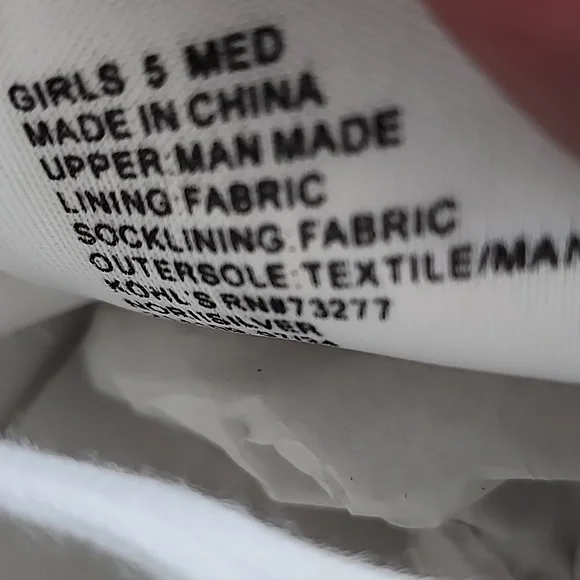 GIRLS 5 MED
MADE IN CHINA
UPPER:MAN MADE
LINING:FABRIC
SOCKLINING:FABRIC
OUTERSOLE:TEXTILE/MAN
KOHL'S RN#73277
SILVER